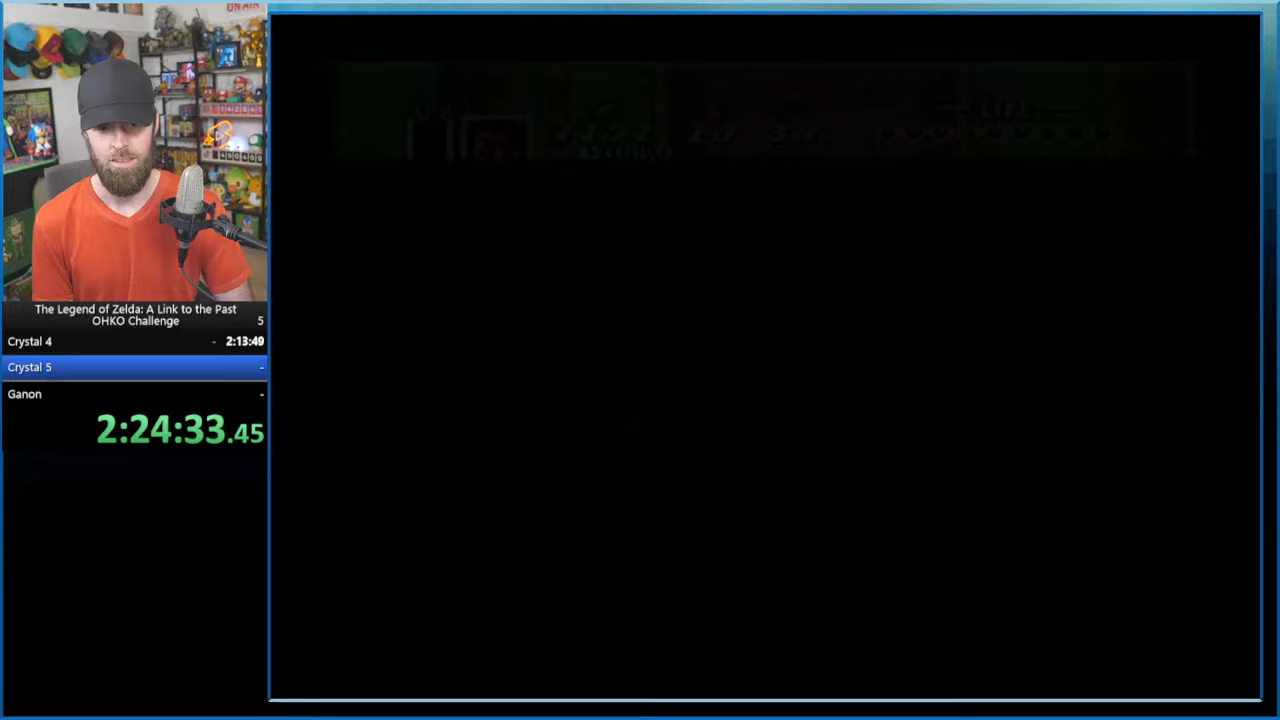 ON AIR
The Legend of Zelda: A Link to the Past
OHKO Challenge 5
Crystal 4 - 2:13:49
Crystal 5 -
Ganon -
2:24:33.45